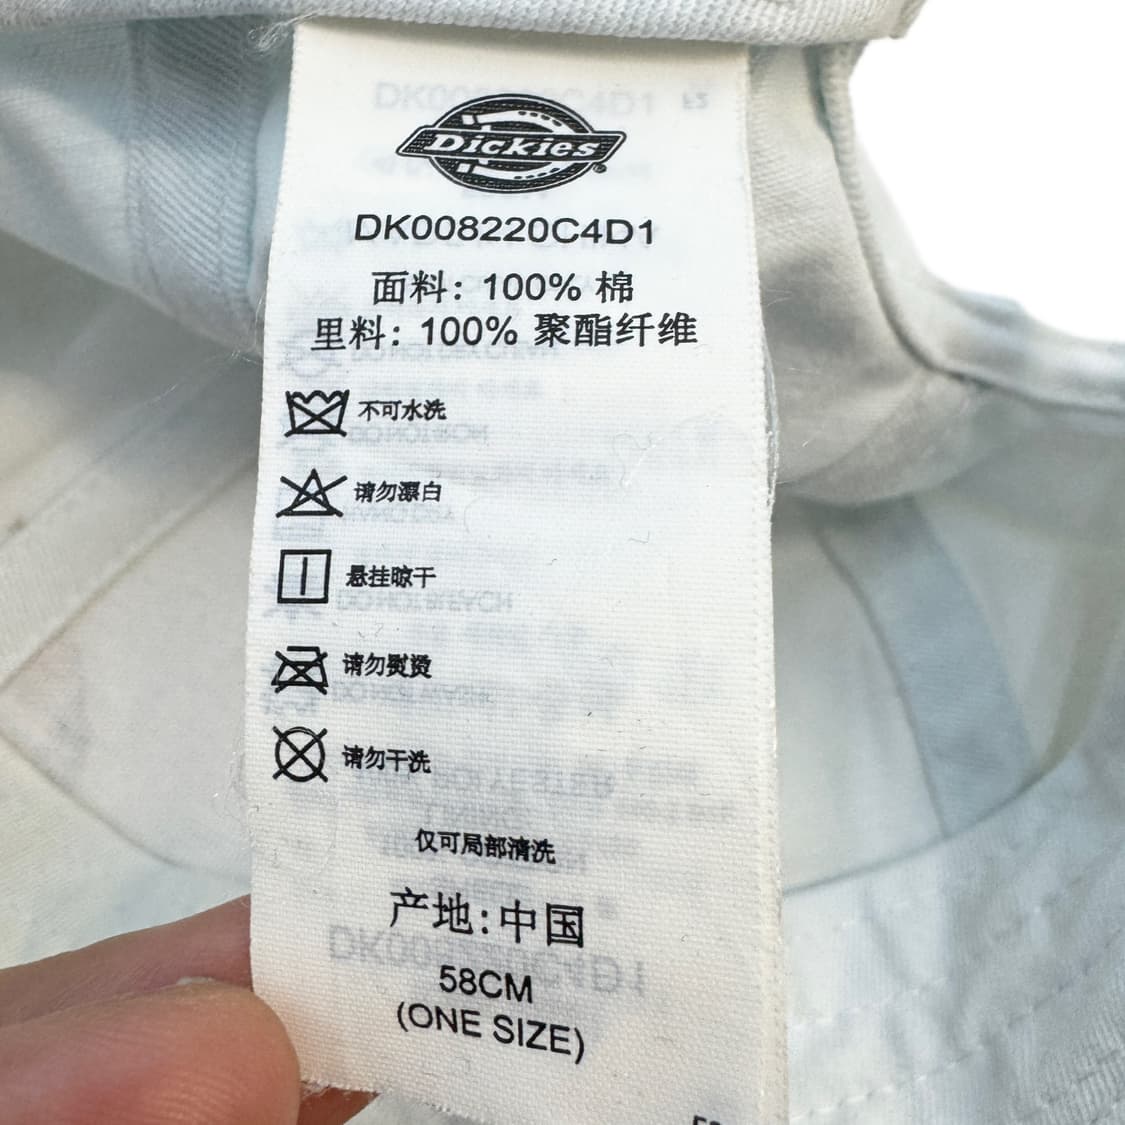 Dickies
DK008220C4D1
面料: 100% 棉
里料: 100% 聚酯纤维
不可水洗
请勿漂白
悬挂晾干
请勿熨烫
请勿干洗
仅可局部清洗
产地:中国
58CM
(ONE SIZE)